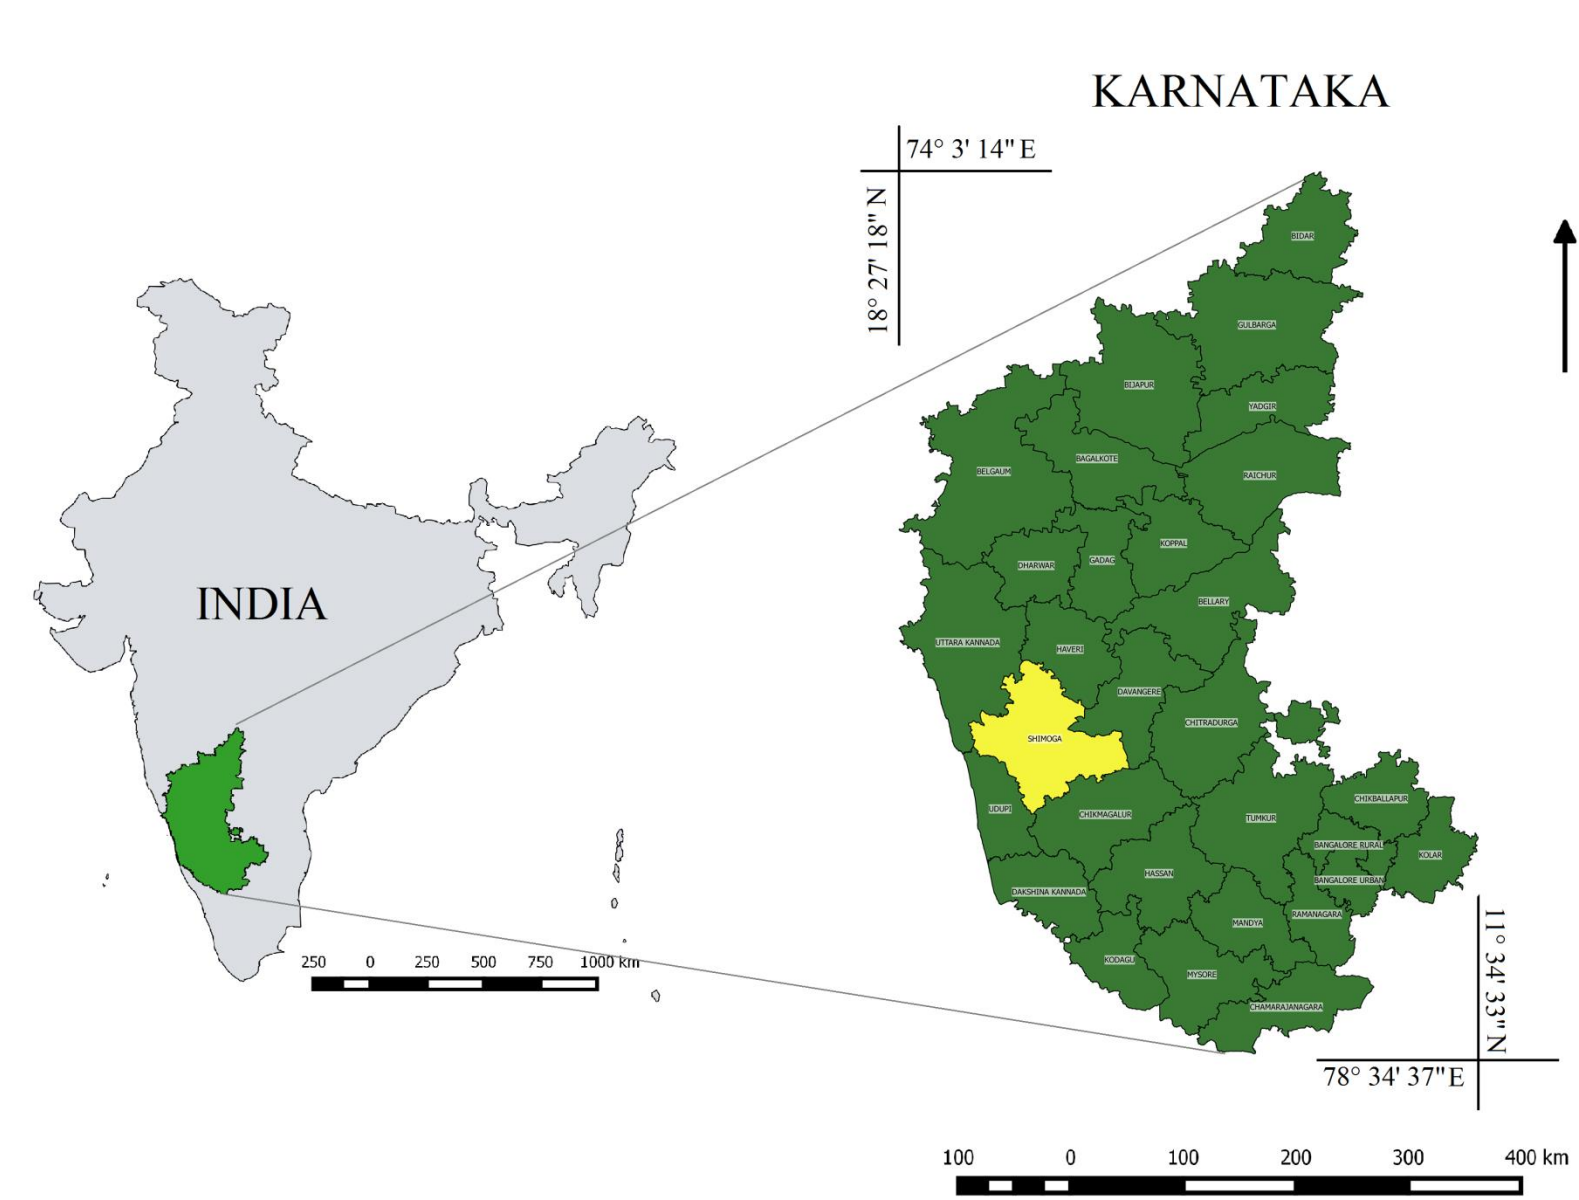 KARNATAKA
74° 3' 14" E
18° 27' 18" N
BIDAR
GULBARGA
BIJAPUR
YADGIR
BAGALKOTE
BELGAUM
RAICHUR
KOPPAL
GADAG
DHARWAR
BELLARY
INDIA
UTTARA KANNADA
HAVERI
DAVANGERE
CHITRADURGA
SHIMOGA
CHIKBALLAPUR
UDUPI
CHIKMAGALUR
TUMKUR
BANGALORE RURAL
KOLAR
HASSAN
BANGALORE URBAN
DAKSHINA KANNADA
RAMANAGARA
MANDYA
KODAGU
MYSORE
CHAMARAJANAGARA
250 0 250 500 750 1000 km
11° 34' 33" N
78° 34' 37" E
100 0 100 200 300 400 km